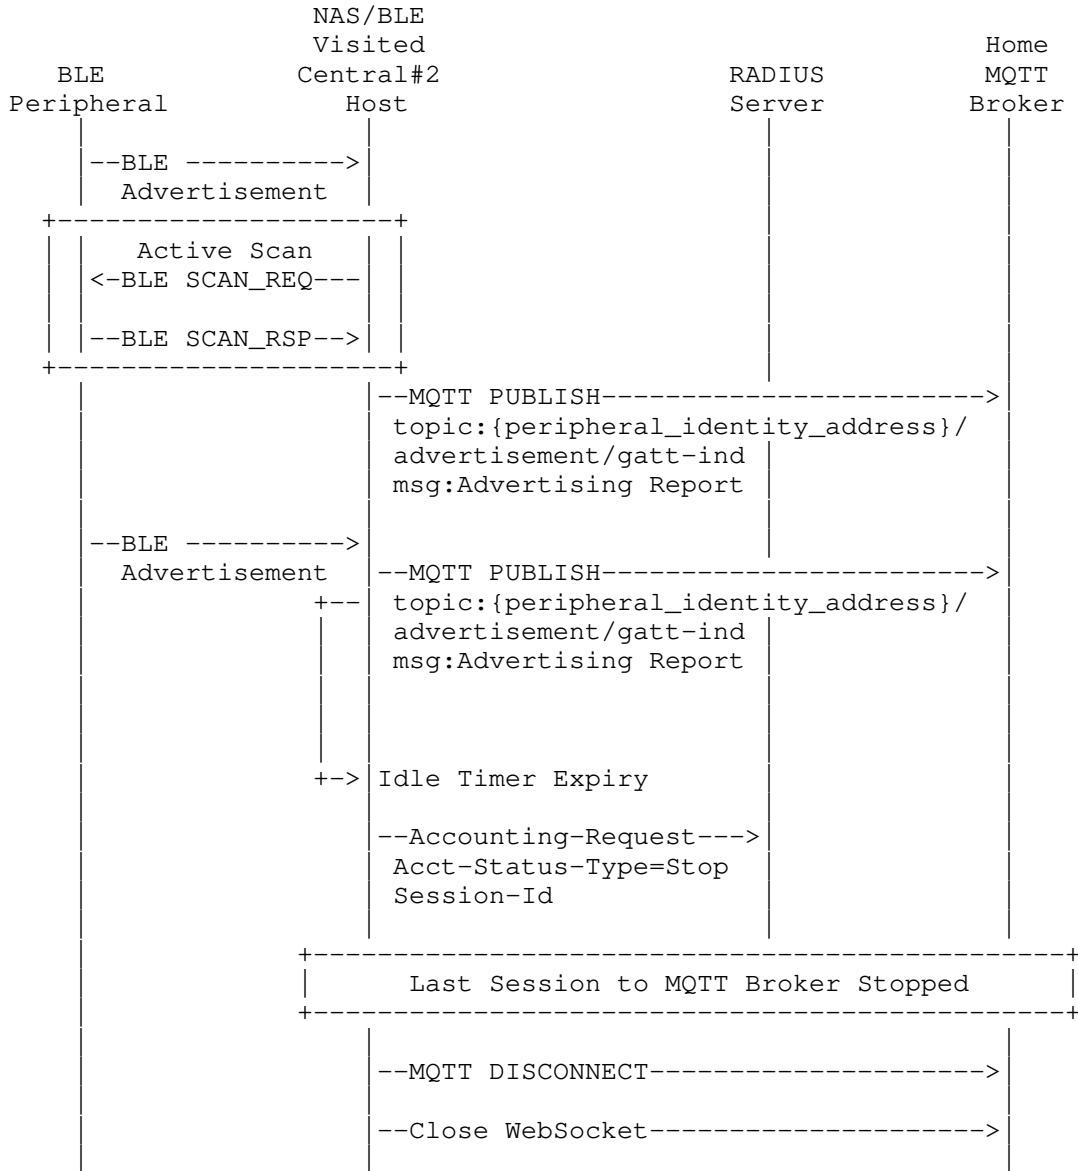 NAS/BLE
Visited Home
BLE Central#2 RADIUS MQTT
Peripheral Host Server Broker
--BLE ---------->
Advertisement
Active Scan
<-BLE SCAN_REQ---
--BLE SCAN_RSP-->
--MQTT PUBLISH------------------------>
topic:{peripheral_identity_address}/
advertisement/gatt-ind
msg:Advertising Report
--BLE ---------->
Advertisement --MQTT PUBLISH------------------------>
topic:{peripheral_identity_address}/
advertisement/gatt-ind
msg:Advertising Report
Idle Timer Expiry
--Accounting-Request--->
Acct-Status-Type=Stop
Session-Id
Last Session to MQTT Broker Stopped
--MQTT DISCONNECT--------------------->
--Close WebSocket--------------------->